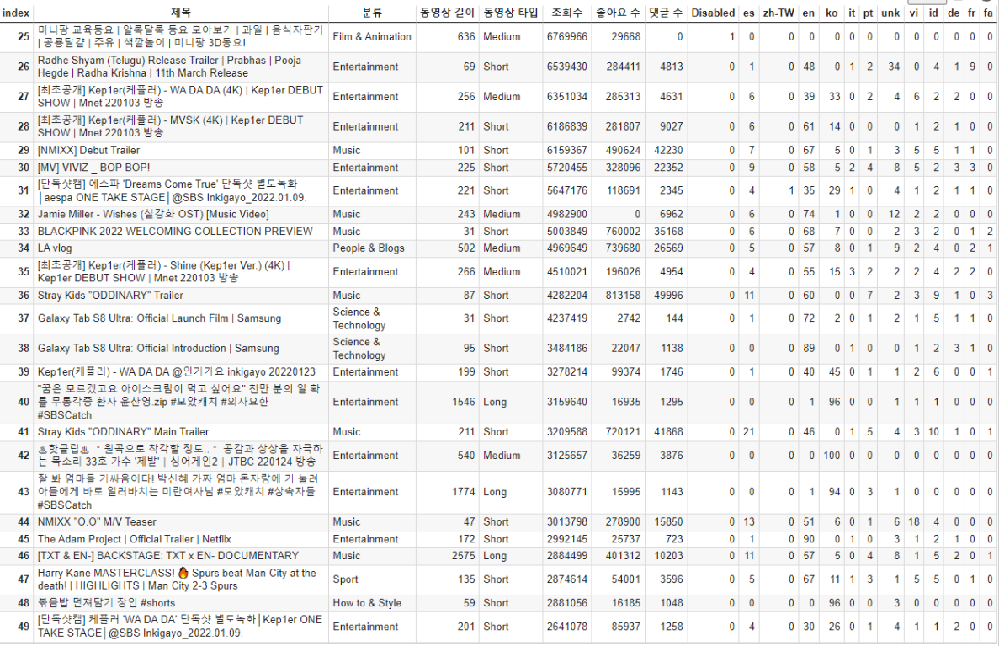 index 제목 분류 동영상 길이 동영상 타입 조회수 좋아요 수 댓글 수 Disabled es zh-TW en ko it pt unk vi id de fr fa
25 미니팡 교육동요 | 알록달록 동요 모아보기 | 과일 | 음식자판기 Film & Animation 636 Medium 6769966 29668 0 1 0 0 0 0 0 0 0 0 0 0 0 0
| 공룡달걀 | 주유 | 색깔놀이 | 미니팡 3D동요!
26 Radhe Shyam (Telugu) Release Trailer | Prabhas | Pooja Entertainment 69 Short 6539430 284411 4813 0 1 0 48 0 1 2 34 0 4 1 9 0
Hegde | Radha Krishna | 11th March Release
27 [최초공개] Kep1er(케플러) - WA DA DA (4K) | Kep1er DEBUT Entertainment 256 Medium 6351034 285313 4631 0 6 0 39 33 0 2 4 6 2 2 0 0
SHOW | Mnet 220103 방송
28 [최초공개] Kep1er(케플러) - MVSK (4K) | Kep1er DEBUT Entertainment 211 Short 6186839 281807 9027 0 6 0 61 14 0 0 0 1 2 1 0 0
SHOW | Mnet 220103 방송
29 [NMIXX] Debut Trailer Music 101 Short 6159367 490624 42230 0 7 0 67 5 0 1 3 5 5 1 1 0
30 [MV] VIVIZ _ BOP BOP! Entertainment 225 Short 5720455 328096 22352 0 9 0 58 5 2 4 8 5 2 3 3 0
31 [단독샷캠] 에스파 'Dreams Come True' 단독샷 별도녹화 Entertainment 221 Short 5647176 118691 2345 0 4 1 35 29 1 0 4 1 2 1 1 0
│aespa ONE TAKE STAGE│@SBS Inkigayo_2022.01.09.
32 Jamie Miller - Wishes (설강화 OST) [Music Video] Music 243 Medium 4982900 0 6962 0 6 0 74 1 0 0 12 2 2 0 0 0
33 BLACKPINK 2022 WELCOMING COLLECTION PREVIEW Music 31 Short 5003849 760002 35168 0 6 0 68 7 0 0 2 3 2 0 1 2
34 LA vlog People & Blogs 502 Medium 4969649 739680 26569 0 5 0 57 8 0 1 9 2 4 0 2 1
35 [최초공개] Kep1er(케플러) - Shine (Kep1er Ver.) (4K) | Entertainment 266 Medium 4510021 196026 4954 0 4 0 55 15 3 2 2 2 4 2 2 0
Kep1er DEBUT SHOW | Mnet 220103 방송
36 Stray Kids "ODDINARY" Trailer Music 87 Short 4282204 813158 49996 0 11 0 60 0 0 7 2 3 9 1 0 3
37 Galaxy Tab S8 Ultra: Official Launch Film | Samsung Science & 31 Short 4237419 2742 144 0 1 0 72 2 0 1 2 1 5 1 1 0
Technology
38 Galaxy Tab S8 Ultra: Official Introduction | Samsung Science & 95 Short 3484186 22047 1138 0 0 0 89 0 1 0 0 1 2 3 1 0
Technology
39 Kep1er(케플러) - WA DA DA @인기가요 inkigayo 20220123 Entertainment 199 Short 3278214 99374 1746 0 1 0 40 45 0 1 1 2 6 0 0 1
"꿈은 모르겠고요 아이스크림이 먹고 싶어요" 천만 분의 일 확
40 률 무통각증 환자 윤찬영.zip #모았캐치 #의사요한 Entertainment 1546 Long 3159640 16935 1295 0 0 0 1 96 0 0 1 1 1 0 0 0
#SBSCatch
41 Stray Kids "ODDINARY" Main Trailer Music 211 Short 3209588 720121 41868 0 21 0 46 0 1 5 4 3 10 1 0 1
42 ♨핫클립♨ "원곡으로 착각할 정도.." 공감과 상상을 자극하 Entertainment 540 Medium 3125657 36259 3876 0 0 0 0 100 0 0 0 0 0 0 0 0
는 목소리 33호 가수 '제발'｜싱어게인2｜JTBC 220124 방송
잘 봐 엄마들 기싸움이다! 박신혜 가짜 엄마 돈자랑에 기 눌려
43 아들에게 바로 일러바치는 미란여사님 #모았캐치 #상속자들 Entertainment 1774 Long 3080771 15995 1143 0 0 0 1 94 0 3 1 0 0 0 0 0
#SBSCatch
44 NMIXX "O.O" M/V Teaser Music 47 Short 3013798 278900 15850 0 13 0 51 6 0 1 6 18 4 0 0 0
45 The Adam Project | Official Trailer | Netflix Entertainment 172 Short 2992145 25737 723 0 1 0 90 0 1 0 3 1 2 1 0 0
46 [TXT & EN-] BACKSTAGE: TXT x EN- DOCUMENTARY Music 2575 Long 2884499 401312 10203 0 11 0 57 5 0 4 8 1 5 2 0 1
47 Harry Kane MASTERCLASS! 🔥 Spurs beat Man City at the Sport 135 Short 2874614 54001 3596 0 5 0 67 11 1 3 1 5 5 0 1 0
death! | HIGHLIGHTS | Man City 2-3 Spurs
48 볶음밥 던져담기 장인 #shorts How to & Style 59 Short 2881056 16185 1048 0 0 0 0 96 0 0 3 0 0 0 0 0
49 [단독샷캠] 케플러 'WA DA DA' 단독샷 별도녹화│Kep1er ONE Entertainment 201 Short 2641078 85937 1258 0 4 0 30 26 0 1 4 1 1 2 0 0
TAKE STAGE│@SBS Inkigayo_2022.01.09.